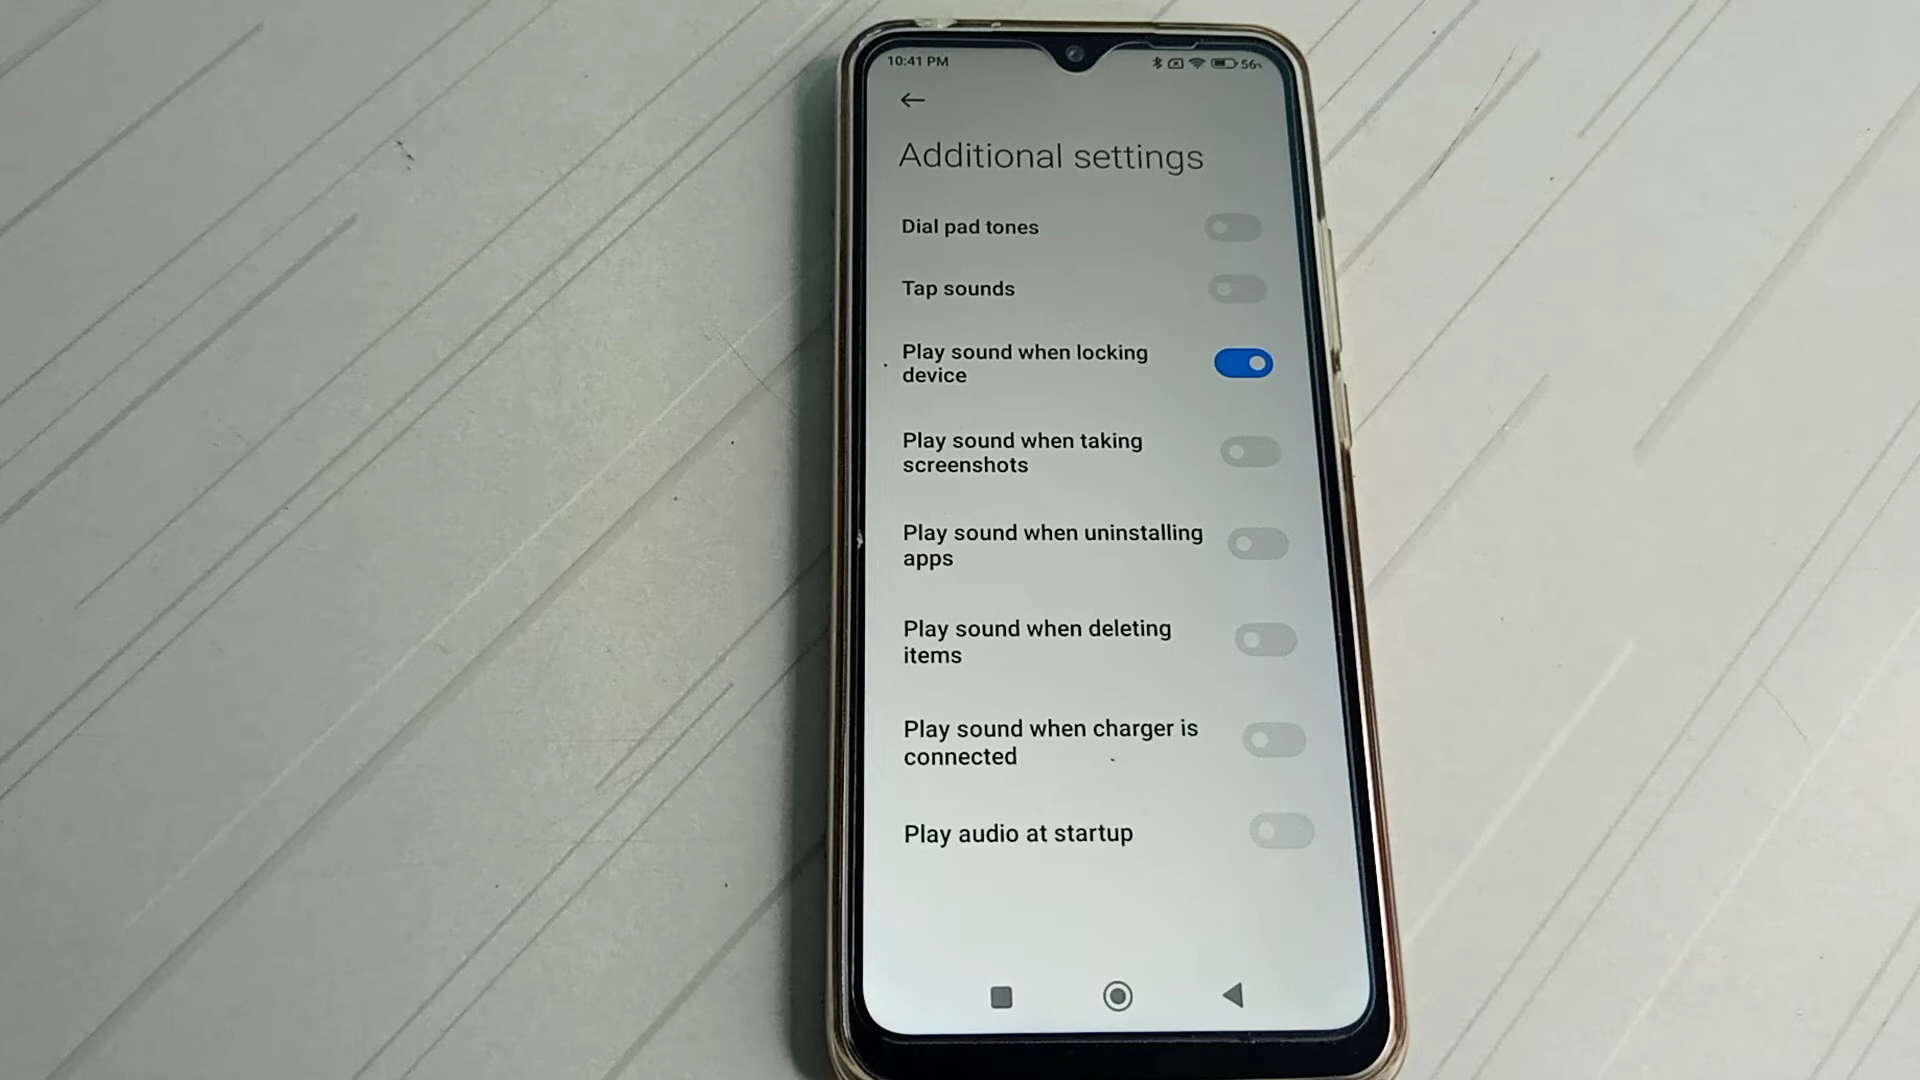 10:41 PM
56
Additional settings
Dial pad tones
Tap sounds
Play sound when locking
device
Play sound when taking
screenshots
Play sound when uninstalling
apps
Play sound when deleting
items
Play sound when charger is
connected
Play audio at startup